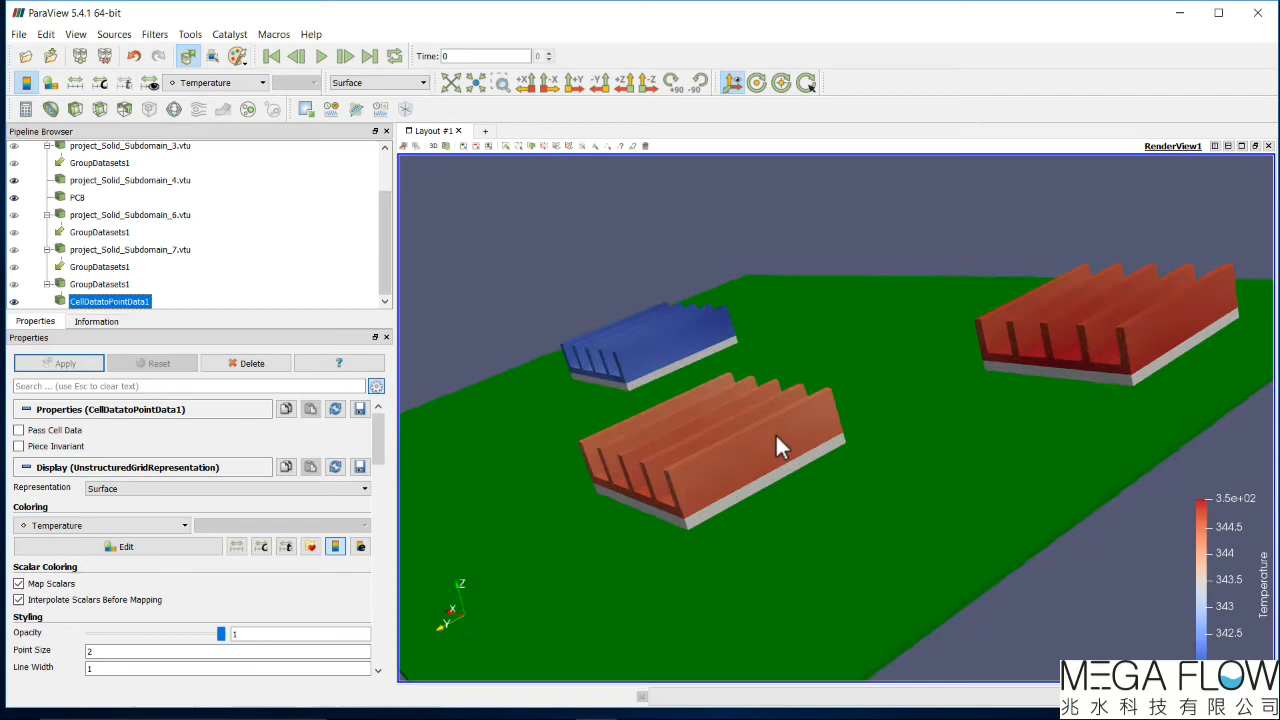 ParaView 5.4.1 64-bit
File Edit View Sources Filters Tools Catalyst Macros Help
Time: 0 0
Temperature Surface +X -X +Y -Y +Z -Z +90 -90
Pipeline Browser
Layout #1
3D RenderView1
project_Solid_Subdomain_3.vtu
GroupDatasets1
project_Solid_Subdomain_4.vtu
PCB
project_Solid_Subdomain_6.vtu
GroupDatasets1
project_Solid_Subdomain_7.vtu
GroupDatasets1
GroupDatasets1
CellDatatoPointData1
Properties Information
Properties
Apply Reset Delete ?
Search ... (use Esc to clear text)
Properties (CellDatatoPointData1)
Pass Cell Data
Piece Invariant
Display (UnstructuredGridRepresentation)
Representation Surface
Coloring
Temperature
Edit
Scalar Coloring
Map Scalars
Interpolate Scalars Before Mapping
Styling
Opacity 1
Point Size 2
Line Width 1
Z
X
Y
3.5e+02
344.5
344
343.5
343
342.5
Temperature
MEGA FLOW
兆水科技有限公司